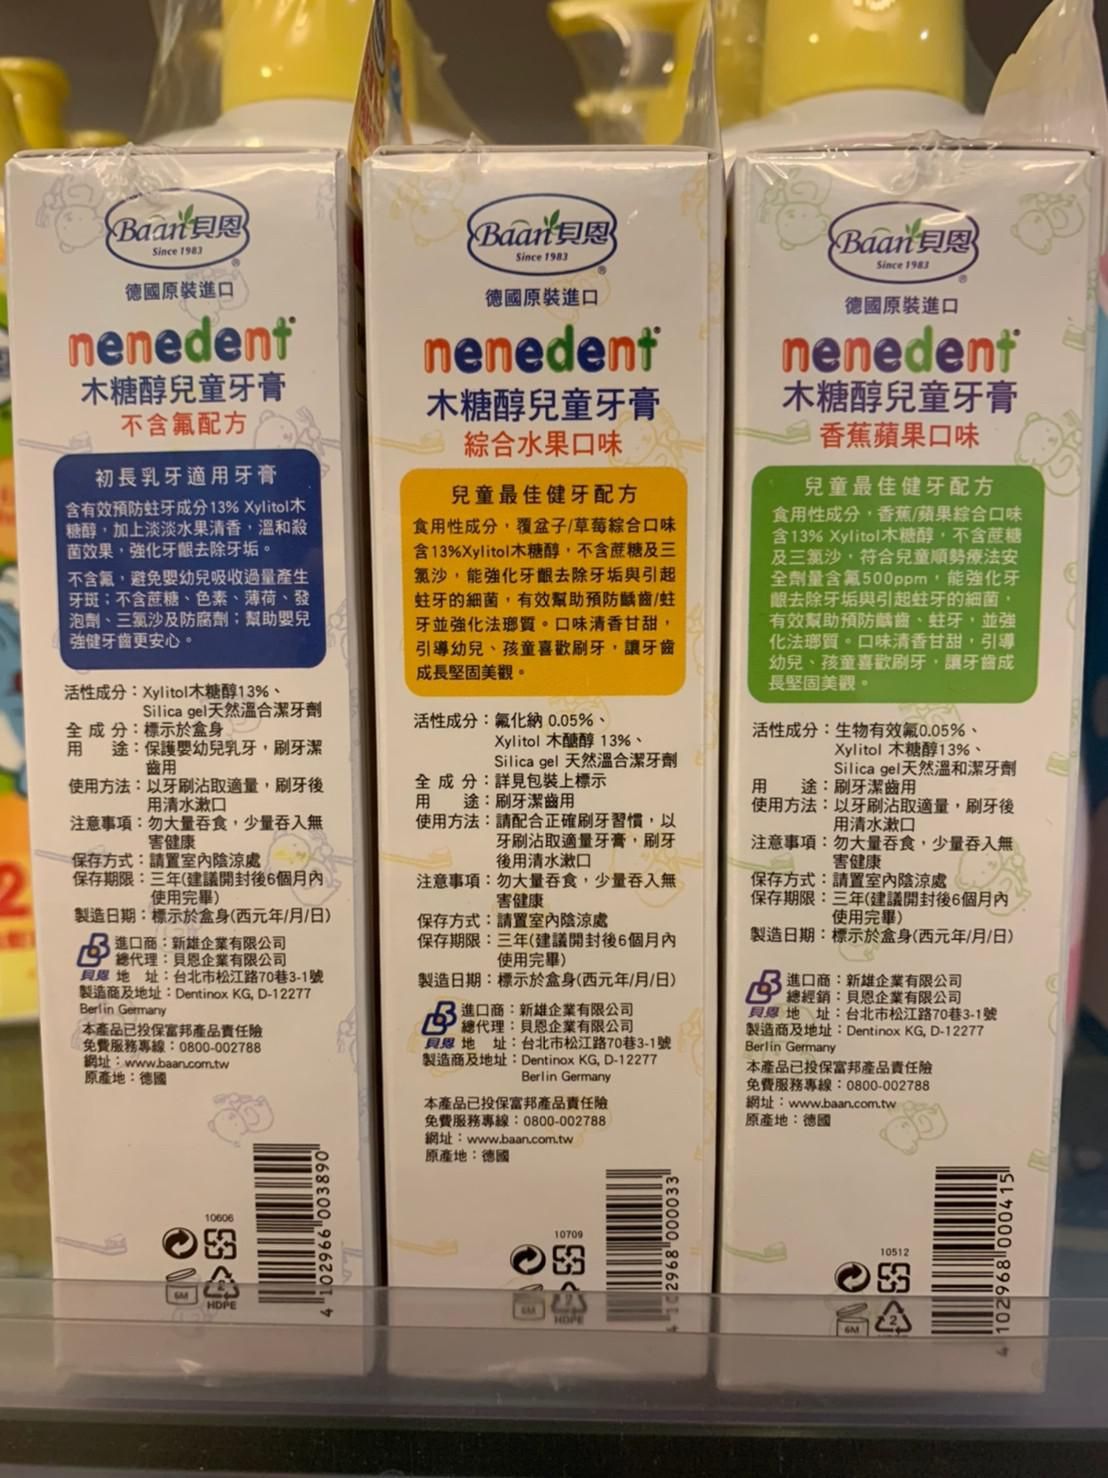 Baan貝恩
Since 1983
®
德國原裝進口
nenedent®
木糖醇兒童牙膏
不含氟配方
初長乳牙適用牙膏
含有效預防蛀牙成分13% Xylitol木
糖醇，加上淡淡水果清香，溫和殺
菌效果，強化牙齦去除牙垢。
不含氟，避免嬰幼兒吸收過量產生
牙斑；不含蔗糖、色素、薄荷、發
泡劑、三氯沙及防腐劑；幫助嬰兒
強健牙齒更安心。
活性成分：Xylitol木糖醇13%、
Silica gel天然溫合潔牙劑
全 成 分：標示於盒身
用 途：保護嬰幼兒乳牙，刷牙潔
齒用
使用方法：以牙刷沾取適量，刷牙後
用清水漱口
注意事項：勿大量吞食，少量吞入無
害健康
保存方式：請置室內陰涼處
保存期限：三年(建議開封後6個月內
使用完畢)
製造日期：標示於盒身(西元年/月/日)
進口商：新雄企業有限公司
總代理：貝恩企業有限公司
貝恩 地 址：台北市松江路70巷3-1號
製造商及地址：Dentinox KG, D-12277
Berlin Germany
本產品已投保富邦產品責任險
免費服務專線：0800-002788
網址：www.baan.com.tw
原產地：德國
10606
6M
2
HDPE
4 102966 003890
Baan貝恩
Since 1983
®
德國原裝進口
nenedent®
木糖醇兒童牙膏
綜合水果口味
兒童最佳健牙配方
食用性成分，覆盆子/草莓綜合口味
含13%Xylitol木糖醇，不含蔗糖及三
氯沙，能強化牙齦去除牙垢與引起
蛀牙的細菌，有效幫助預防齲齒/蛀
牙並強化法瑯質。口味清香甘甜，
引導幼兒、孩童喜歡刷牙，讓牙齒
成長堅固美觀。
活性成分：氟化納 0.05%、
Xylitol 木醣醇 13%、
Silica gel 天然溫合潔牙劑
全 成 分：詳見包裝上標示
用 途：刷牙潔齒用
使用方法：請配合正確刷牙習慣，以
牙刷沾取適量牙膏，刷牙
後用清水漱口
注意事項：勿大量吞食，少量吞入無
害健康
保存方式：請置室內陰涼處
保存期限：三年(建議開封後6個月內
使用完畢)
製造日期：標示於盒身(西元年/月/日)
進口商：新雄企業有限公司
總代理：貝恩企業有限公司
貝恩 地 址：台北市松江路70巷3-1號
製造商及地址：Dentinox KG, D-12277
Berlin Germany
本產品已投保富邦產品責任險
免費服務專線：0800-002788
網址：www.baan.com.tw
原產地：德國
10709
6M
HDPE
2968 000033
Baan貝恩
Since 1983
®
德國原裝進口
nenedent®
木糖醇兒童牙膏
香蕉蘋果口味
兒童最佳健牙配方
食用性成分，香蕉/蘋果綜合口味
含13% Xylitol木糖醇，不含蔗糖
及三氯沙，符合兒童順勢療法安
全劑量含氟500ppm，能強化牙
齦去除牙垢與引起蛀牙的細菌，
有效幫助預防齲齒、蛀牙，並強
化法瑯質。口味清香甘甜，引導
幼兒、孩童喜歡刷牙，讓牙齒成
長堅固美觀。
活性成分：生物有效氟0.05%、
Xylitol 木糖醇13%、
Silica gel天然溫和潔牙劑
用 途：刷牙潔齒用
使用方法：以牙刷沾取適量，刷牙後
用清水漱口
注意事項：勿大量吞食，少量吞入無
害健康
保存方式：請置室內陰涼處
保存期限：三年(建議開封後6個月內
使用完畢)
製造日期：標示於盒身(西元年/月/日)
進口商：新雄企業有限公司
總經銷：貝恩企業有限公司
貝恩 地 址：台北市松江路70巷3-1號
製造商及地址：Dentinox KG, D-12277
Berlin Germany
本產品已投保富邦產品責任險
免費服務專線：0800-002788
網址：www.baan.com.tw
原產地：德國
10512
6M
2
4 102968 000415